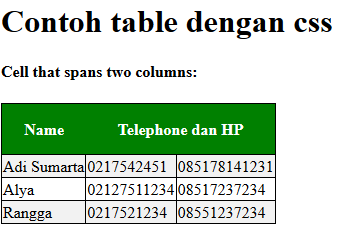 Contoh table dengan css
Cell that spans two columns:
Name Telephone dan HP
Adi Sumarta 0217542451 085178141231
Alya 02127511234 08517237234
Rangga 0217521234 08551237234